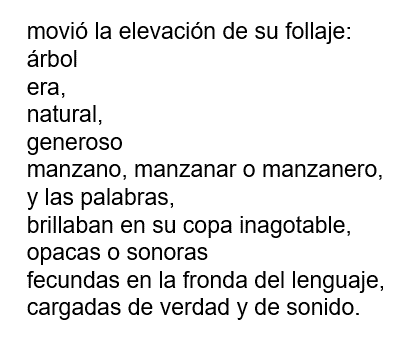 movió la elevación de su follaje:
árbol
era,
natural,
generoso
manzano, manzanar o manzanero,
y las palabras,
brillaban en su copa inagotable,
opacas o sonoras
fecundas en la fronda del lenguaje,
cargadas de verdad y de sonido.